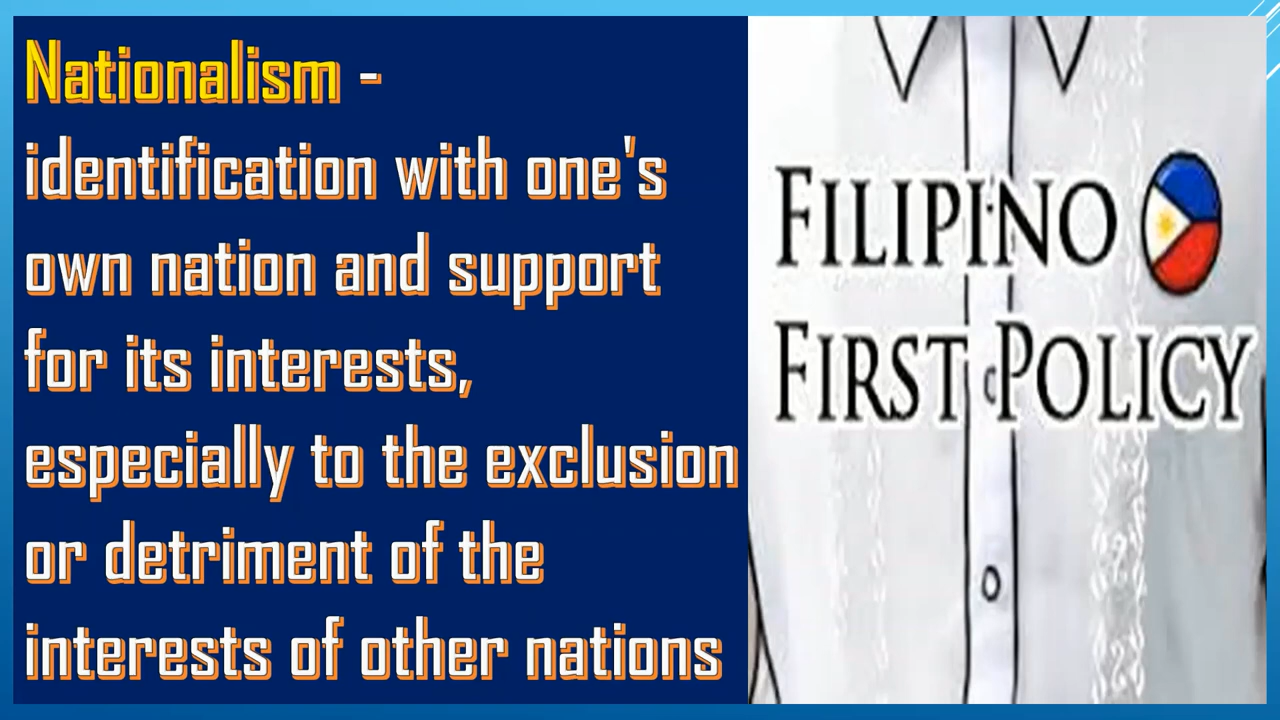 Nationalism -
identification with one's
own nation and support
for its interests,
especially to the exclusion
or detriment of the
interests of other nations
FILIPINO
FIRST POLICY